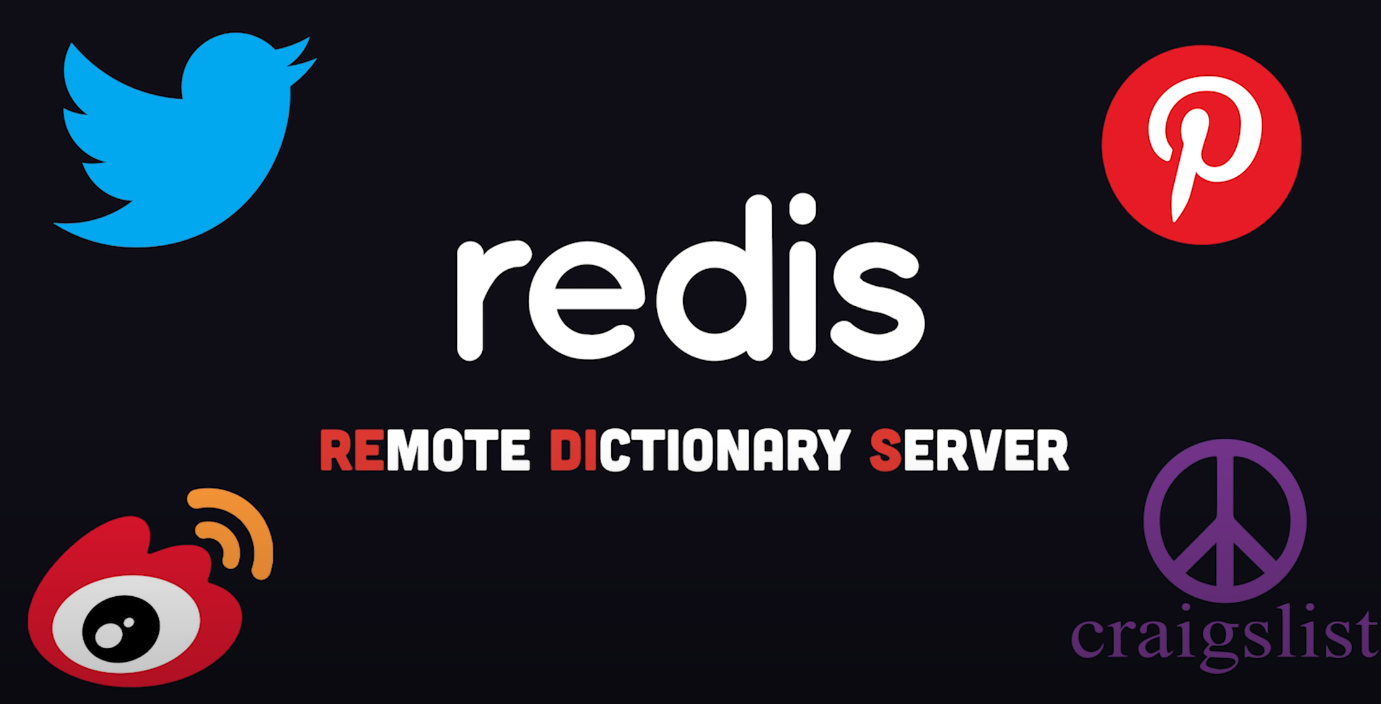 redis
REMOTE DICTIONARY SERVER
craigslist